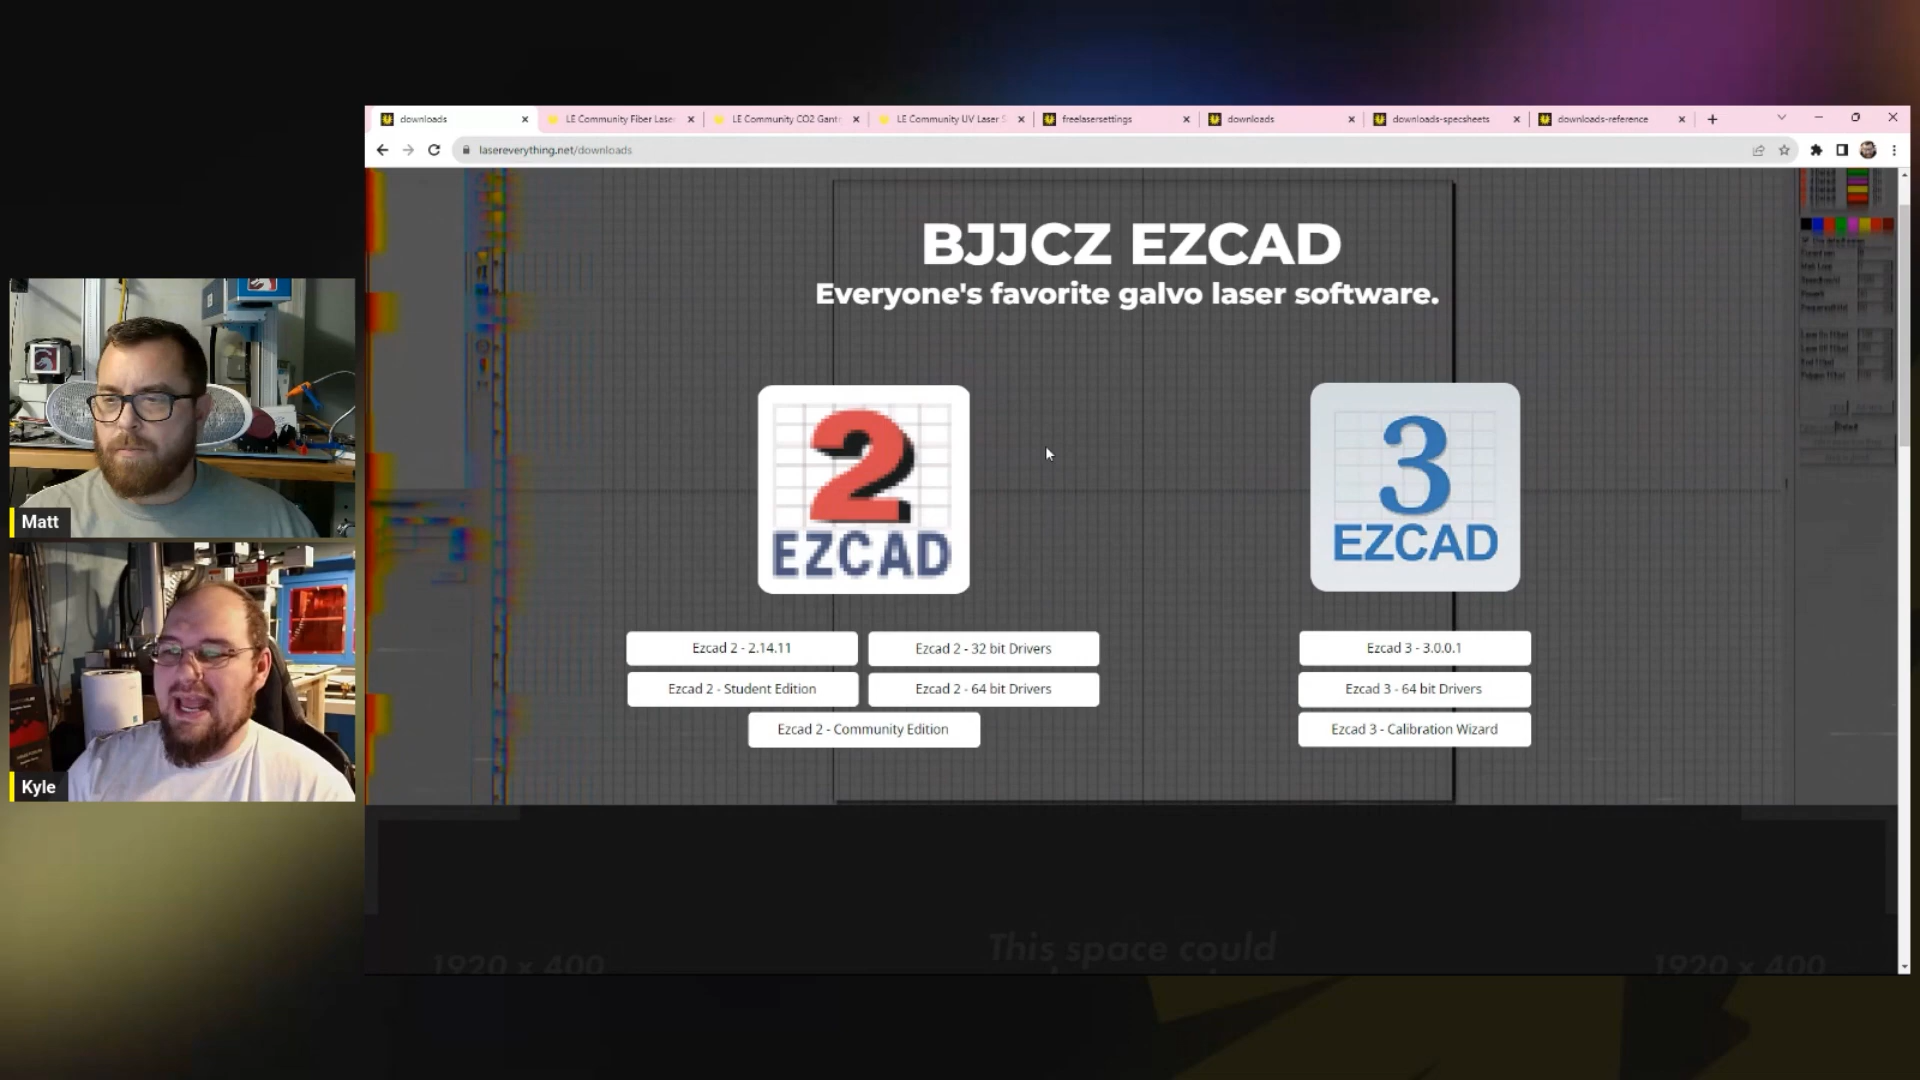 downloads
LE Community Fiber Laser
LE Community CO2 Gantr
LE Community UV Laser S
freelasersettings
downloads
downloads-specsheets
downloads-reference
lasereverything.net/downloads
BJJCZ EZCAD
Everyone's favorite galvo laser software.
2
EZCAD
3
EZCAD
Ezcad 2 - 2.14.11
Ezcad 2 - 32 bit Drivers
Ezcad 3 - 3.0.0.1
Ezcad 2 - Student Edition
Ezcad 2 - 64 bit Drivers
Ezcad 3 - 64 bit Drivers
Ezcad 2 - Community Edition
Ezcad 3 - Calibration Wizard
Matt
Kyle
1920 x 400
This space could
1920 x 400